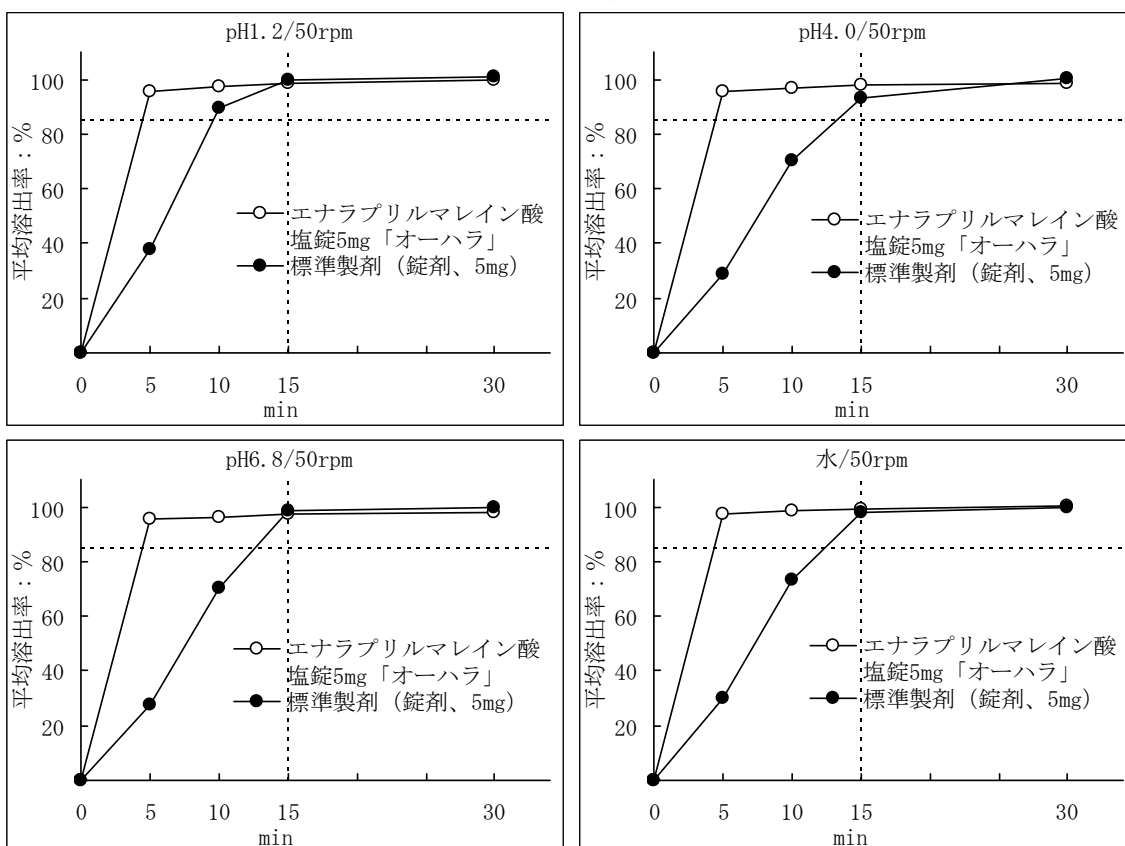 pH1.2/50rpm
平均溶出率：%
100
80
60
40
20
エナラプリルマレイン酸
塩錠5mg「オーハラ」
標準製剤（錠剤、5mg）
0 5 10 15 30
min
pH4.0/50rpm
平均溶出率：%
100
80
60
40
20
エナラプリルマレイン酸
塩錠5mg「オーハラ」
標準製剤（錠剤、5mg）
0 5 10 15 30
min
pH6.8/50rpm
平均溶出率：%
100
80
60
40
20
エナラプリルマレイン酸
塩錠5mg「オーハラ」
標準製剤（錠剤、5mg）
0 5 10 15 30
min
水/50rpm
平均溶出率：%
100
80
60
40
20
エナラプリルマレイン酸
塩錠5mg「オーハラ」
標準製剤（錠剤、5mg）
0 5 10 15 30
min